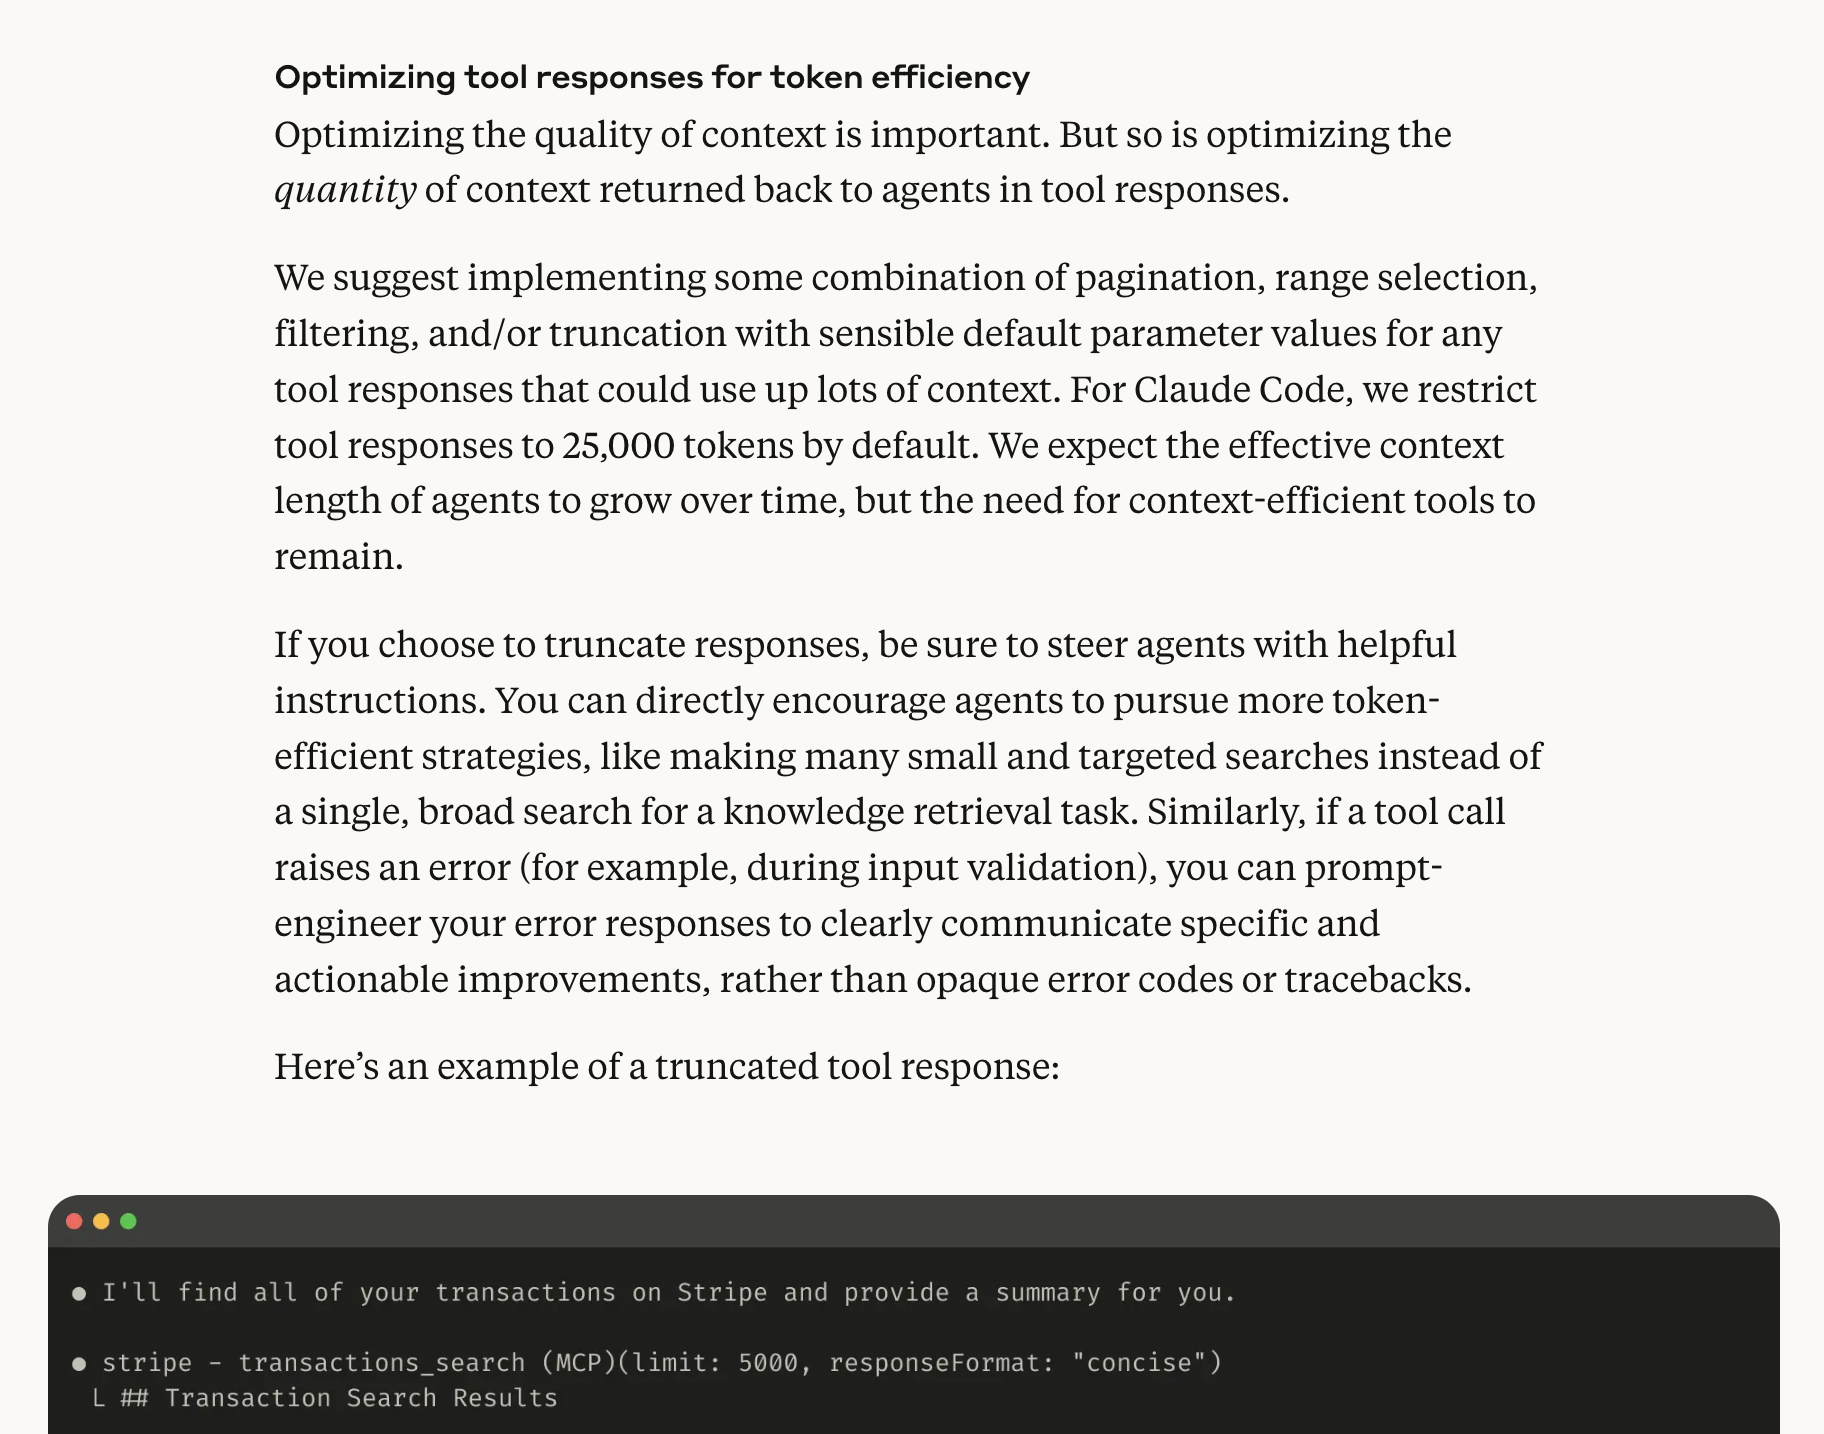 Optimizing tool responses for token efficiency
Optimizing the quality of context is important. But so is optimizing the
quantity of context returned back to agents in tool responses.
We suggest implementing some combination of pagination, range selection,
filtering, and/or truncation with sensible default parameter values for any
tool responses that could use up lots of context. For Claude Code, we restrict
tool responses to 25,000 tokens by default. We expect the effective context
length of agents to grow over time, but the need for context-efficient tools to
remain.
If you choose to truncate responses, be sure to steer agents with helpful
instructions. You can directly encourage agents to pursue more token-
efficient strategies, like making many small and targeted searches instead of
a single, broad search for a knowledge retrieval task. Similarly, if a tool call
raises an error (for example, during input validation), you can prompt-
engineer your error responses to clearly communicate specific and
actionable improvements, rather than opaque error codes or tracebacks.
Here’s an example of a truncated tool response:
● I'll find all of your transactions on Stripe and provide a summary for you.
● stripe - transactions_search (MCP)(limit: 5000, responseFormat: "concise")
└ ## Transaction Search Results